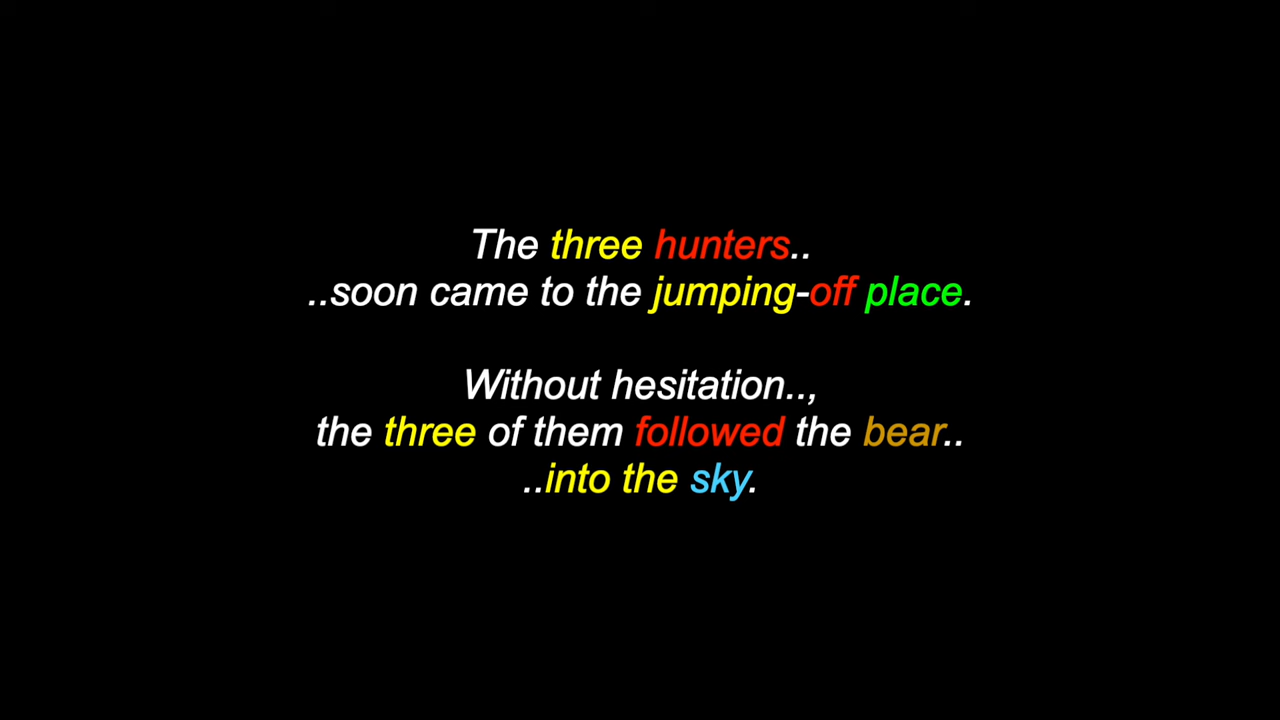 The three hunters..
..soon came to the jumping-off place.
Without hesitation..,
the three of them followed the bear..
..into the sky.